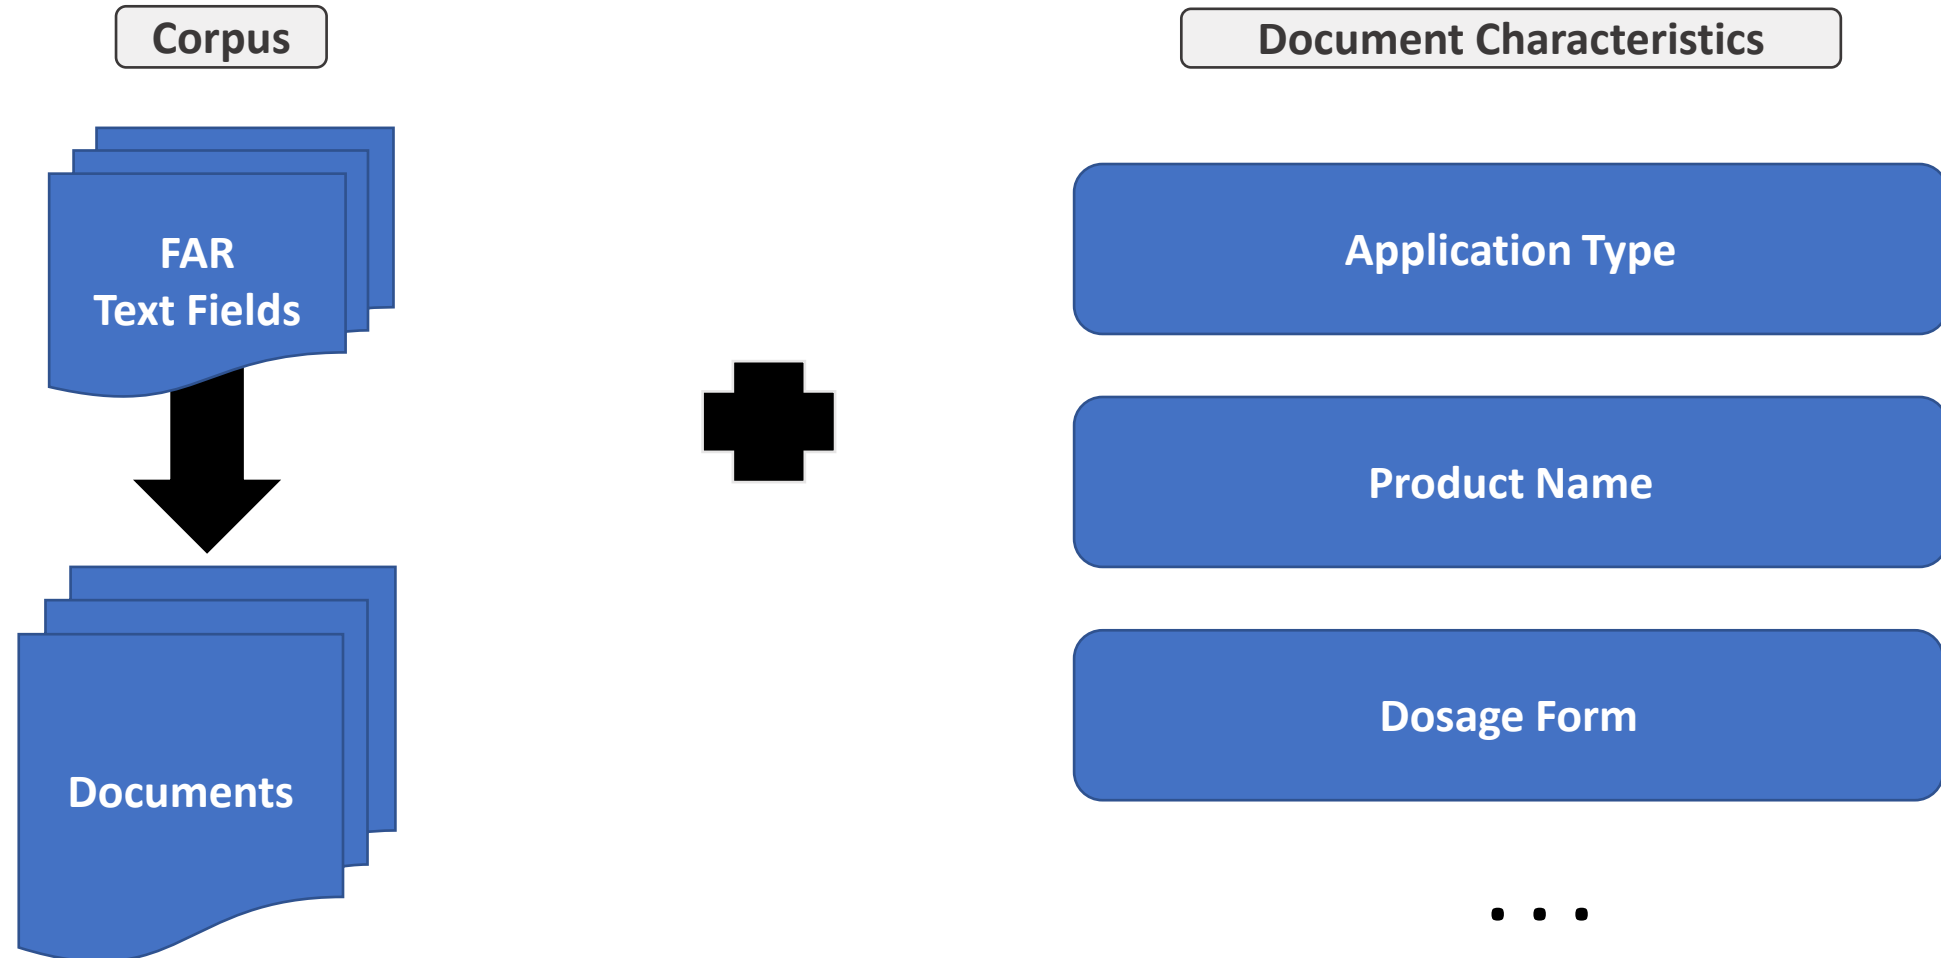 Corpus
Document Characteristics
FAR
Text Fields
Documents
Application Type
Product Name
Dosage Form
. . .